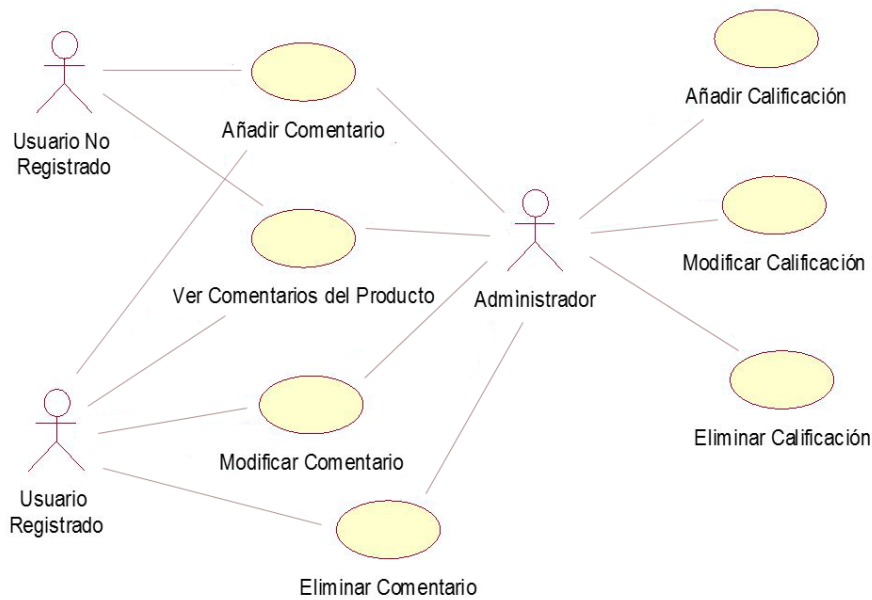 Usuario No
Registrado
Añadir Comentario
Añadir Calificación
Ver Comentarios del Producto
Administrador
Modificar Calificación
Modificar Comentario
Eliminar Calificación
Usuario
Registrado
Eliminar Comentario